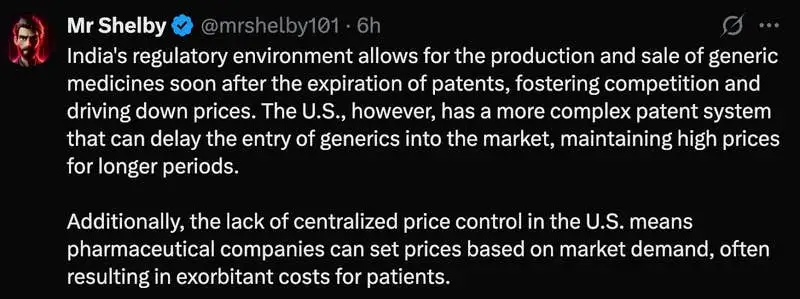 Mr Shelby @mrshelby101 · 6h
India's regulatory environment allows for the production and sale of generic
medicines soon after the expiration of patents, fostering competition and
driving down prices. The U.S., however, has a more complex patent system
that can delay the entry of generics into the market, maintaining high prices
for longer periods.
Additionally, the lack of centralized price control in the U.S. means
pharmaceutical companies can set prices based on market demand, often
resulting in exorbitant costs for patients.